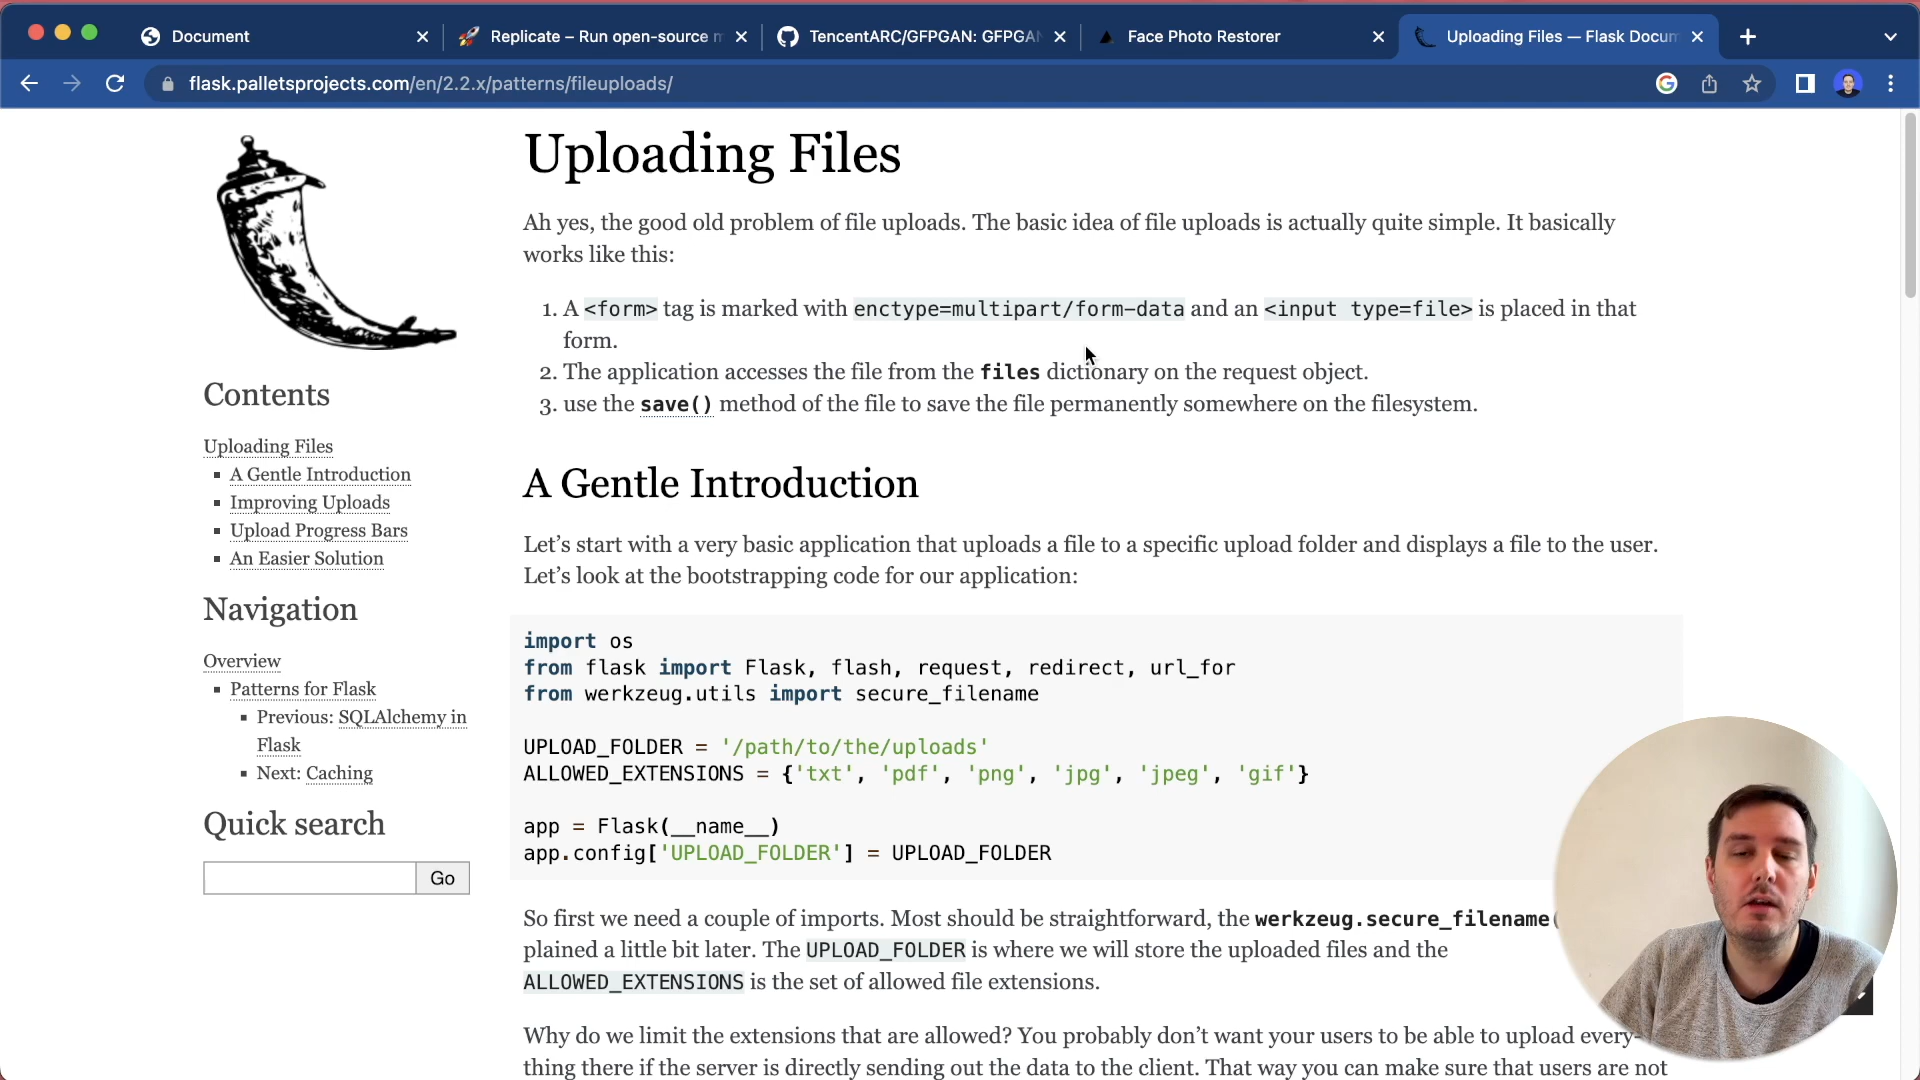 Document
Replicate – Run open-source m
TencentARC/GFPGAN: GFPGAN
Face Photo Restorer
Uploading Files — Flask Docum
flask.palletsprojects.com/en/2.2.x/patterns/fileuploads/
Contents
Uploading Files
A Gentle Introduction
Improving Uploads
Upload Progress Bars
An Easier Solution
Navigation
Overview
Patterns for Flask
Previous: SQLAlchemy in
Flask
Next: Caching
Quick search
Go
Uploading Files
Ah yes, the good old problem of file uploads. The basic idea of file uploads is actually quite simple. It basically
works like this:
1. A <form> tag is marked with enctype=multipart/form-data and an <input type=file> is placed in that
form.
2. The application accesses the file from the files dictionary on the request object.
3. use the save() method of the file to save the file permanently somewhere on the filesystem.
A Gentle Introduction
Let’s start with a very basic application that uploads a file to a specific upload folder and displays a file to the user.
Let’s look at the bootstrapping code for our application:
import os
from flask import Flask, flash, request, redirect, url_for
from werkzeug.utils import secure_filename
UPLOAD_FOLDER = '/path/to/the/uploads'
ALLOWED_EXTENSIONS = {'txt', 'pdf', 'png', 'jpg', 'jpeg', 'gif'}
app = Flask(__name__)
app.config['UPLOAD_FOLDER'] = UPLOAD_FOLDER
So first we need a couple of imports. Most should be straightforward, the werkzeug.secure_filename(
plained a little bit later. The UPLOAD_FOLDER is where we will store the uploaded files and the
ALLOWED_EXTENSIONS is the set of allowed file extensions.
Why do we limit the extensions that are allowed? You probably don’t want your users to be able to upload every-
thing there if the server is directly sending out the data to the client. That way you can make sure that users are not